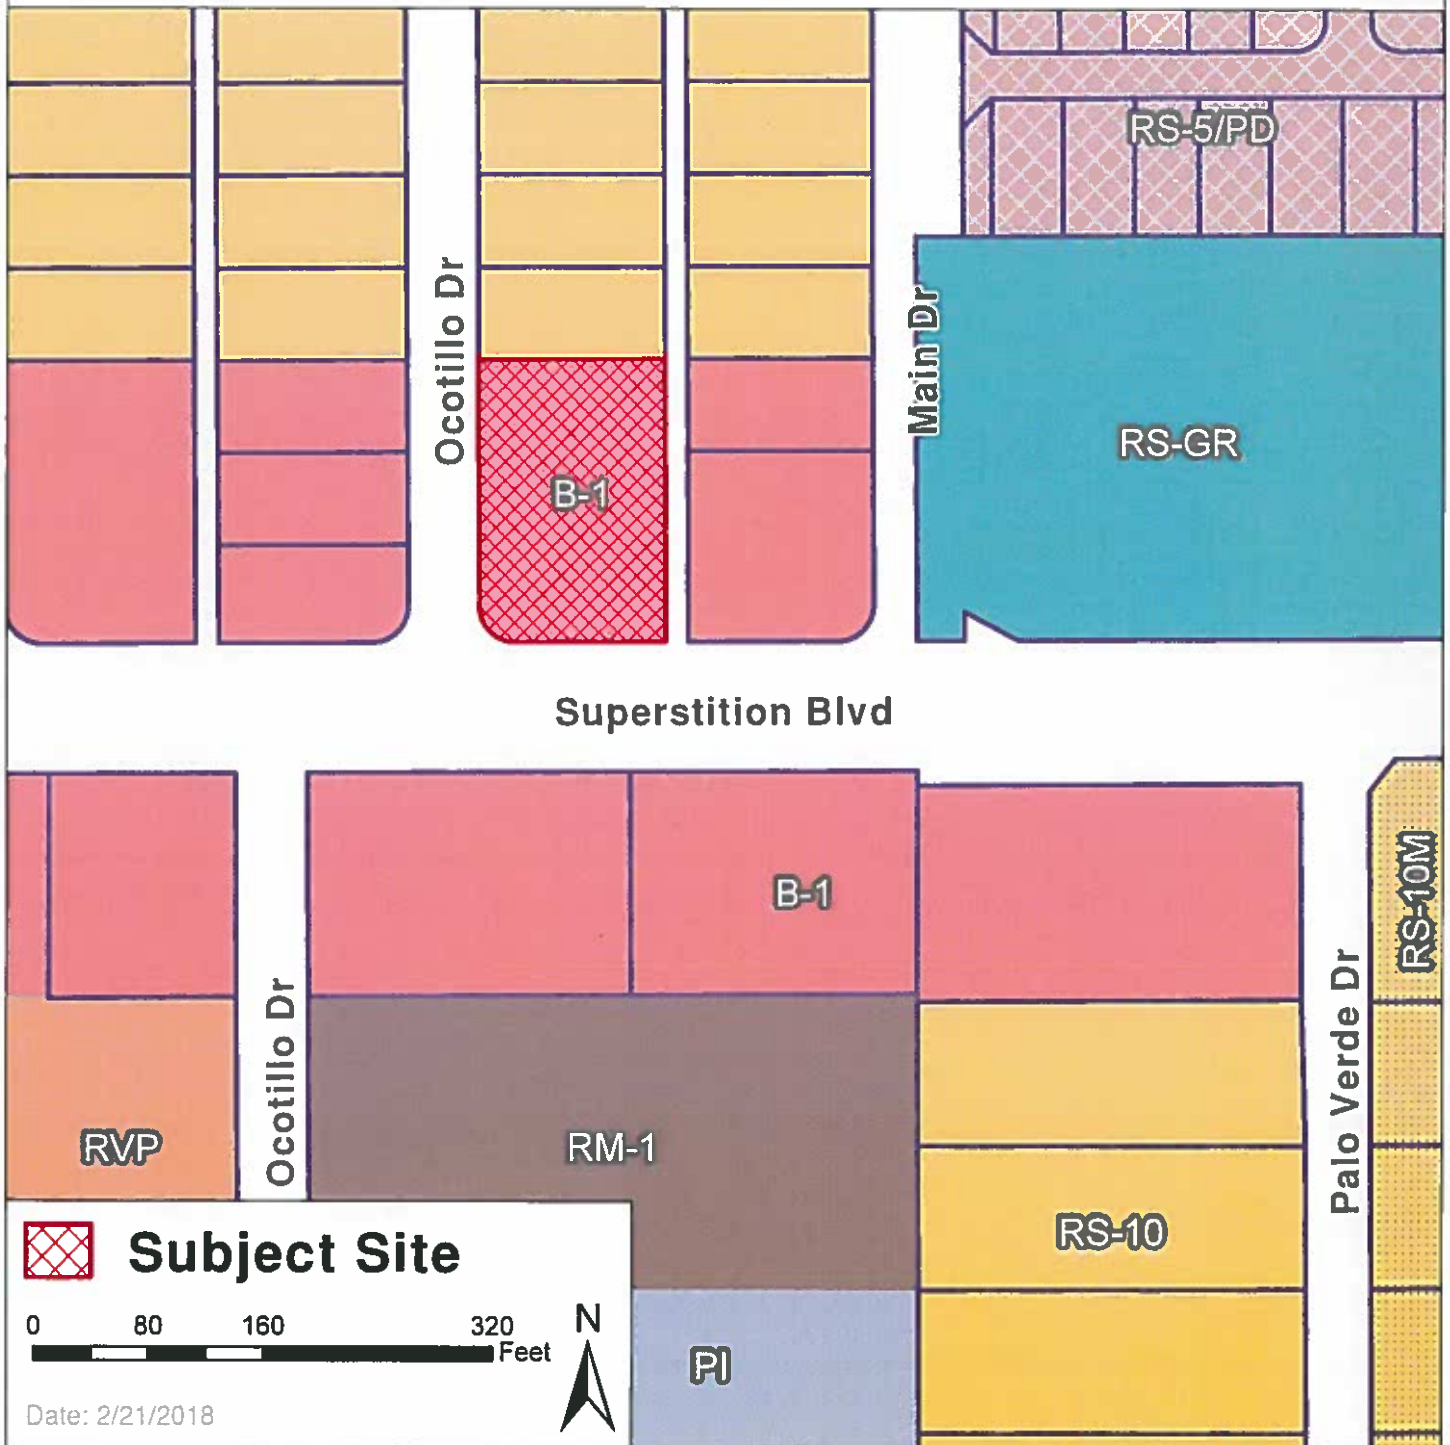 RS-5/PD
Ocotillo Dr
Main Dr
RS-GR
B-1
Superstition Blvd
B-1
RS-10M
Ocotillo Dr
Palo Verde Dr
RVP
RM-1
RS-10
Subject Site
0 80 160 320
Feet
N
PI
Date: 2/21/2018